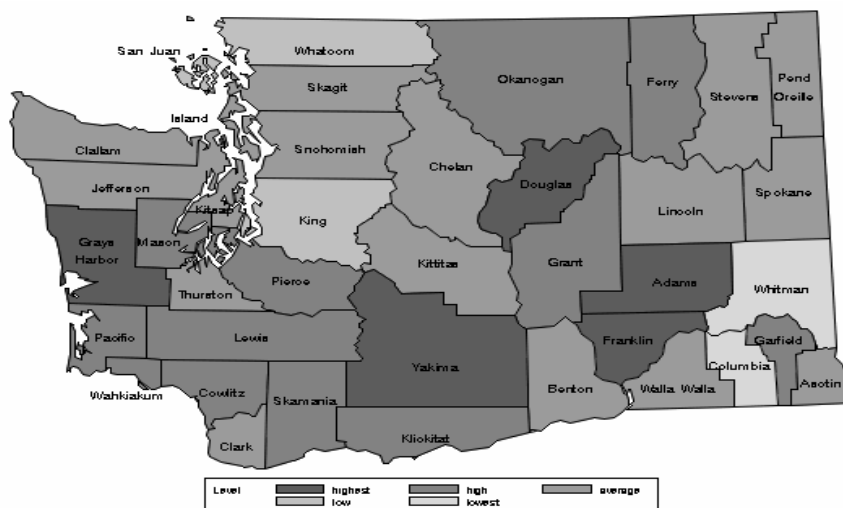 San Juan
Whatcom
Skagit
Island
Okanogan
Ferry
Stevens
Pend
Oreille
Clallam
Snohomish
Chelan
Jefferson
Douglas
Kitsap
King
Lincoln
Spokane
Grays
Harbor
Mason
Kittitas
Grant
Pierce
Adams
Whitman
Thurston
Pacific
Lewis
Franklin
Garfield
Yakima
Columbia
Wahkiakum
Cowlitz
Benton
Walla Walla
Asotin
Skamania
Clark
Klickitat
Level highest high average
low lowest